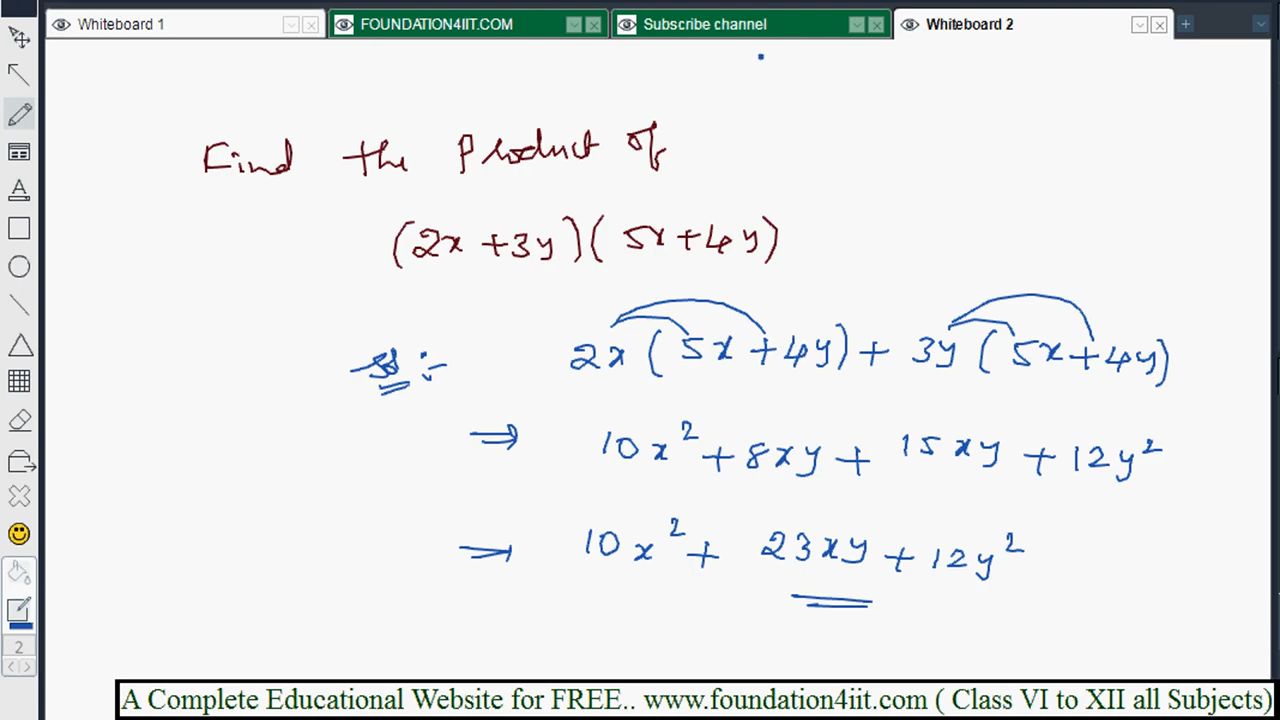 Whiteboard 1 FOUNDATION4IIT.COM Subscribe channel Whiteboard 2
Find the Product of
(2x +3y)( 5x+4y)
Sol :- 2x ( 5x +4y) + 3y ( 5x +4y)
⇒ 10x² + 8xy + 15xy + 12y²
⇒ 10x² + 23xy + 12y²
2
A Complete Educational Website for FREE.. www.foundation4iit.com ( Class VI to XII all Subjects)